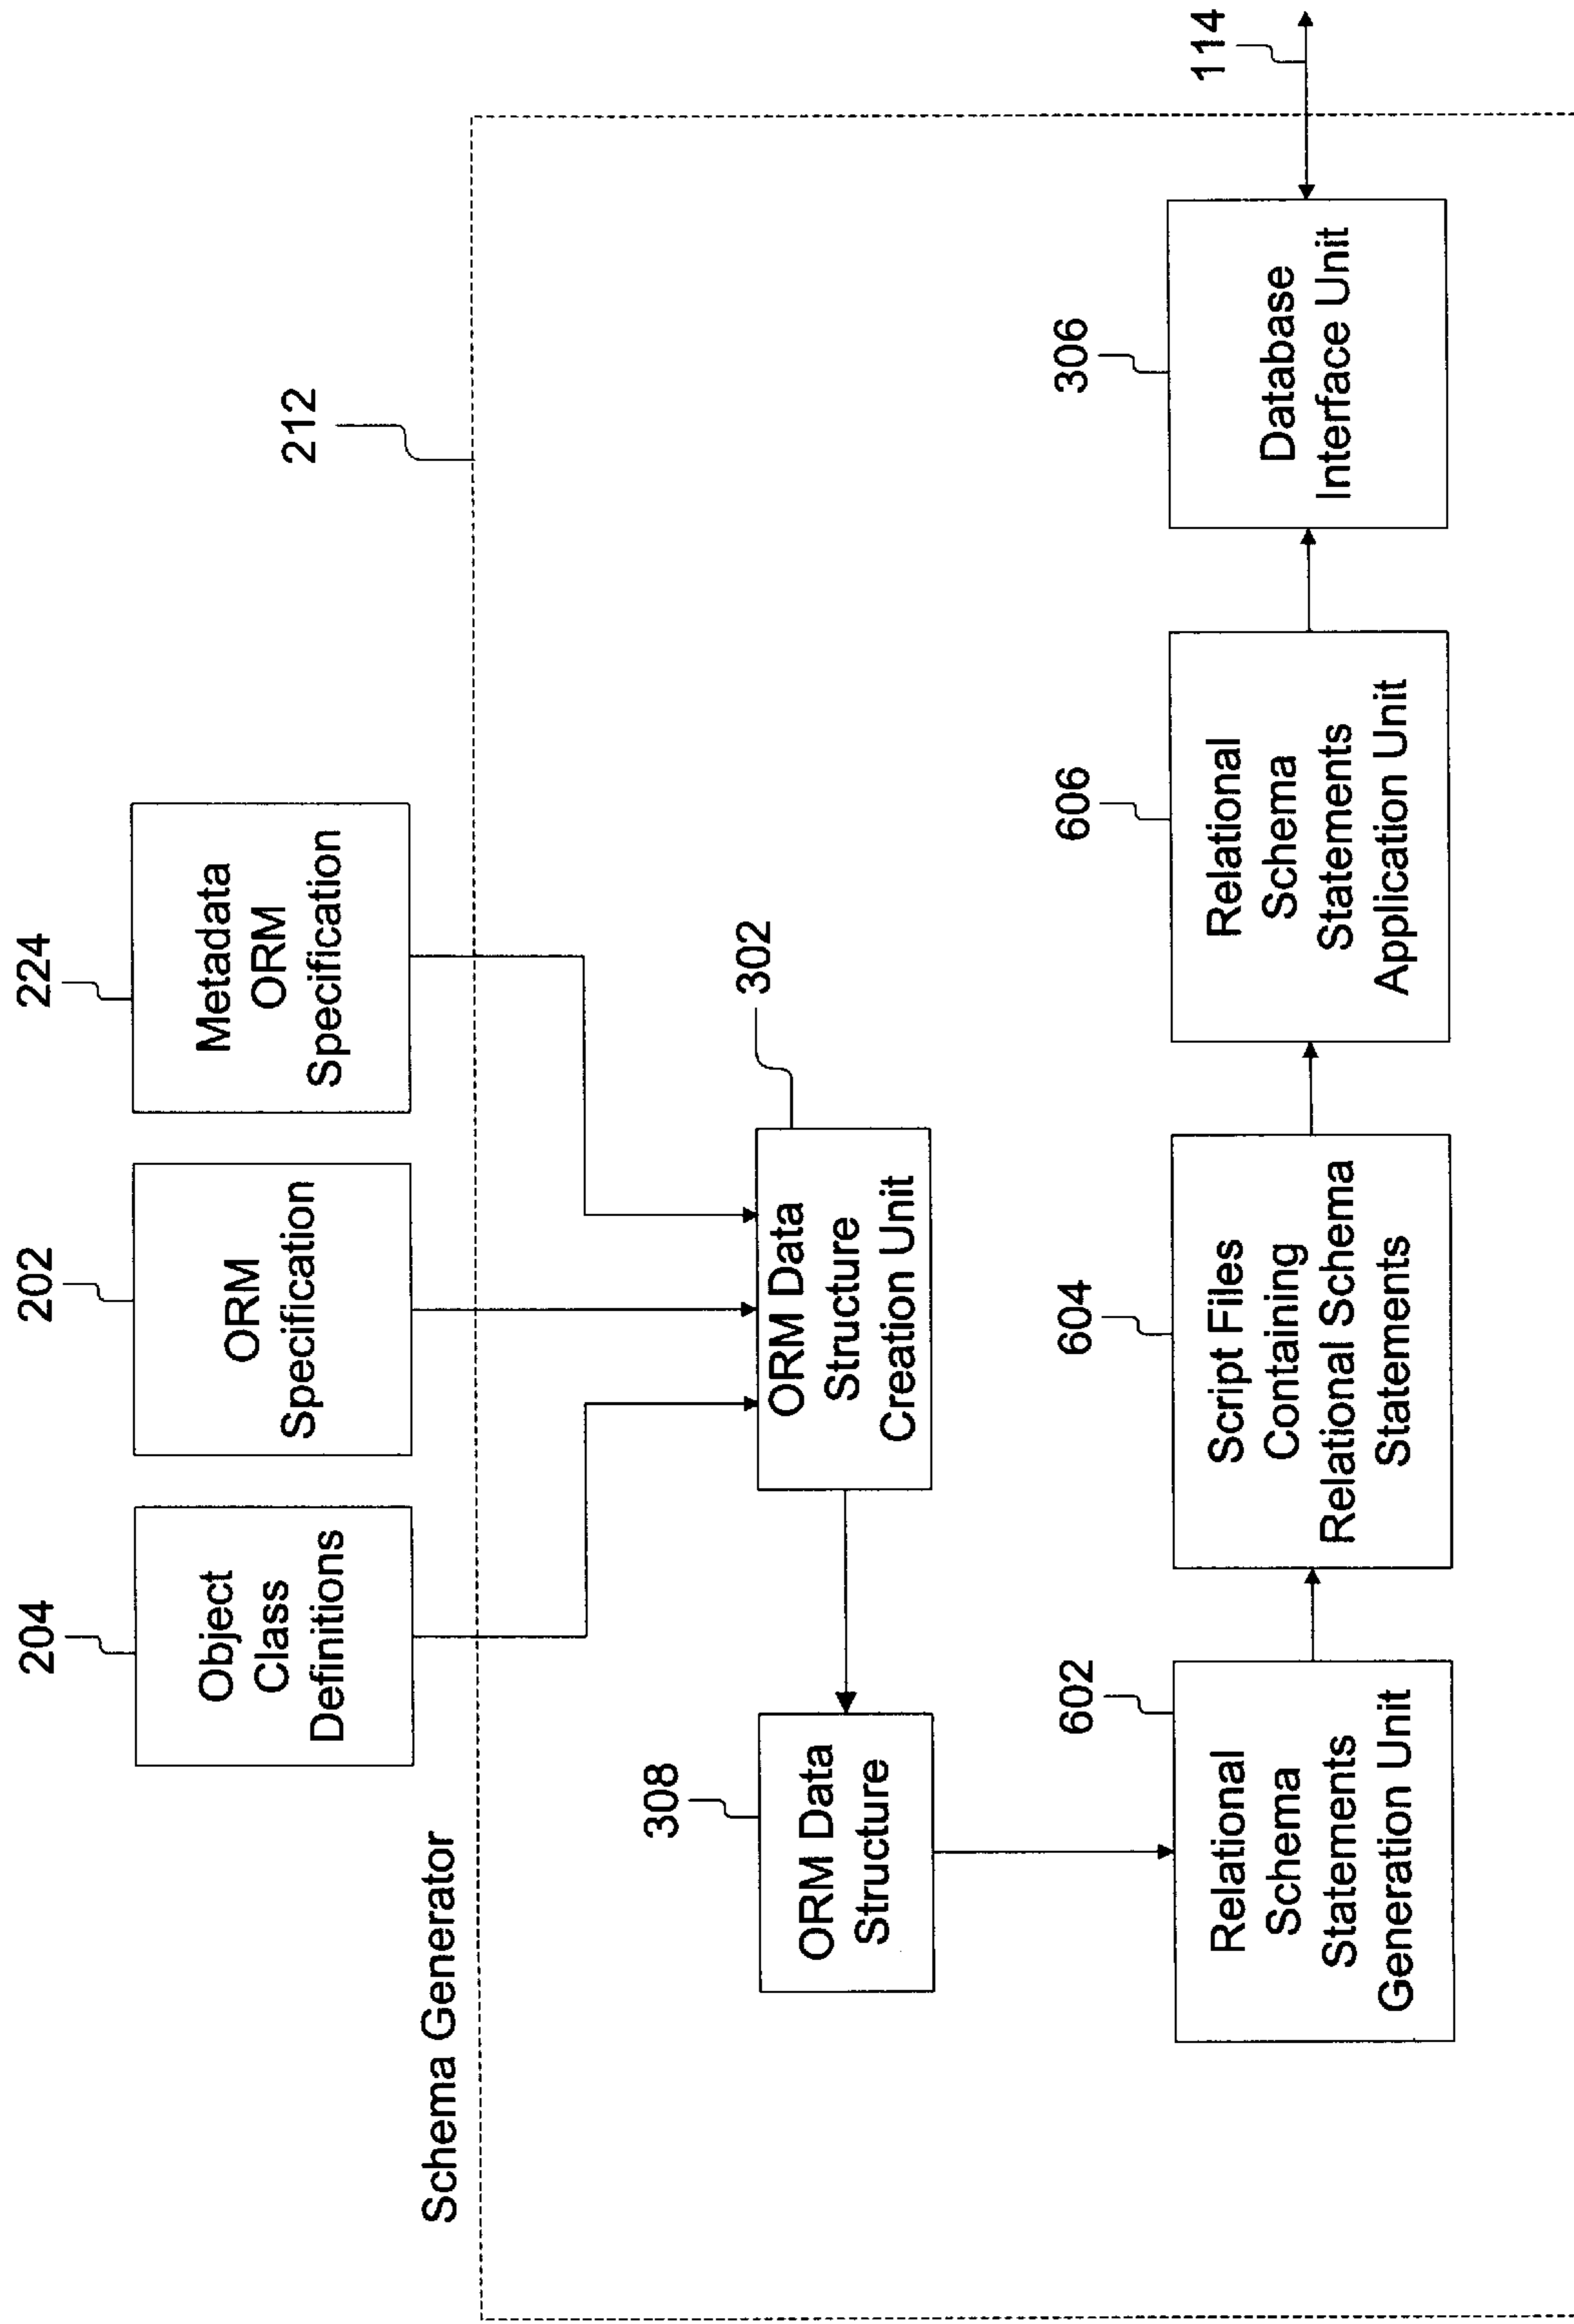 204
Object
Class
Definitions
202
ORM
Specification
224
Metadata
ORM
Specification
Schema Generator
212
302
ORM Data
Structure
Creation Unit
308
ORM Data
Structure
602
Relational
Schema
Statements
Generation Unit
604
Script Files
Containing
Relational Schema
Statements
606
Relational
Schema
Statements
Application Unit
306
Database
Interface Unit
114